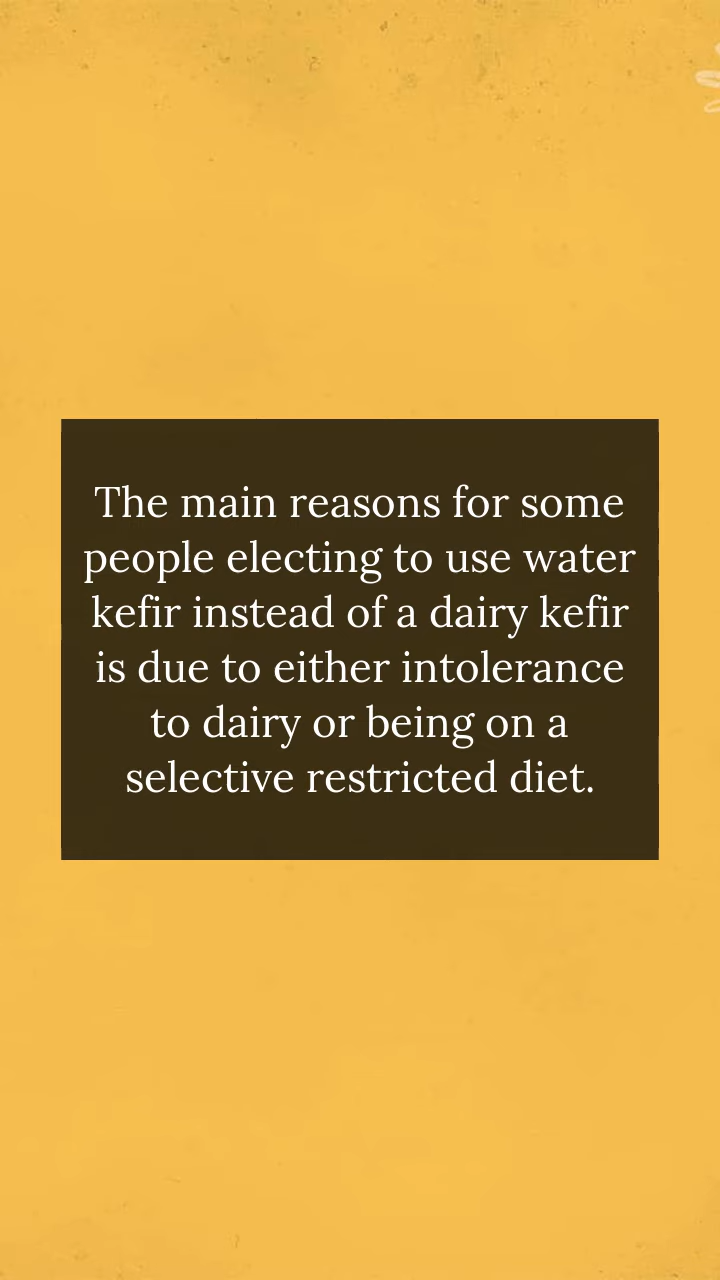 The main reasons for some
people electing to use water
kefir instead of a dairy kefir
is due to either intolerance
to dairy or being on a
selective restricted diet.